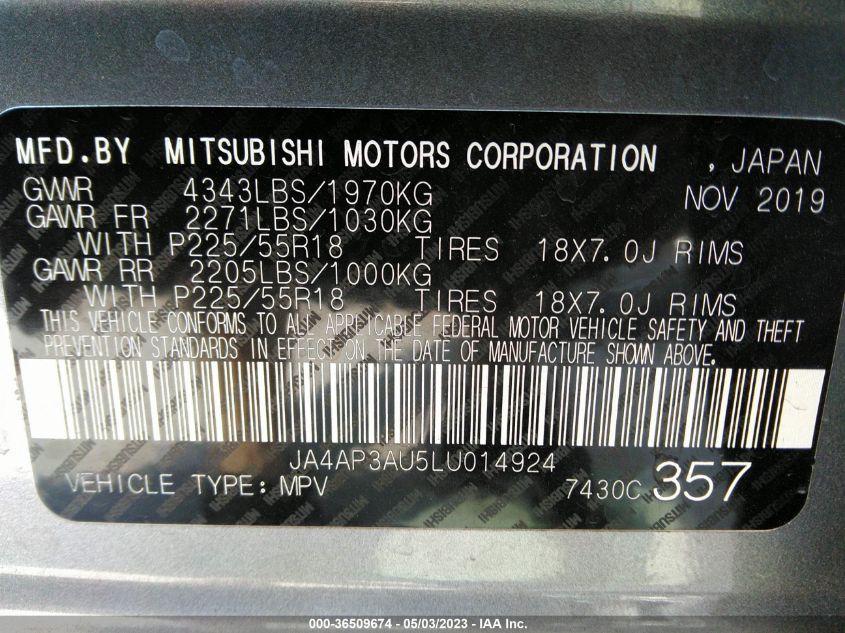 MFD.BY MITSUBISHI MOTORS CORPORATION , JAPAN
GVWR 4343LBS/1970KG NOV 2019
GAWR FR 2271LBS/1030KG
WITH P225/55R18 TIRES 18X7.0J RIMS
GAWR RR 2205LBS/1000KG
WITH P225/55R18 TIRES 18X7.0J RIMS
THIS VEHICLE CONFORMS TO ALL APPLICABLE FEDERAL MOTOR VEHICLE SAFETY AND THEFT
PREVENTION STANDARDS IN EFFECT ON THE DATE OF MANUFACTURE SHOWN ABOVE.
JA4AP3AU5LU014924
VEHICLE TYPE: MPV 7430C 357
000-36509674 - 05/03/2023 - IAA Inc.